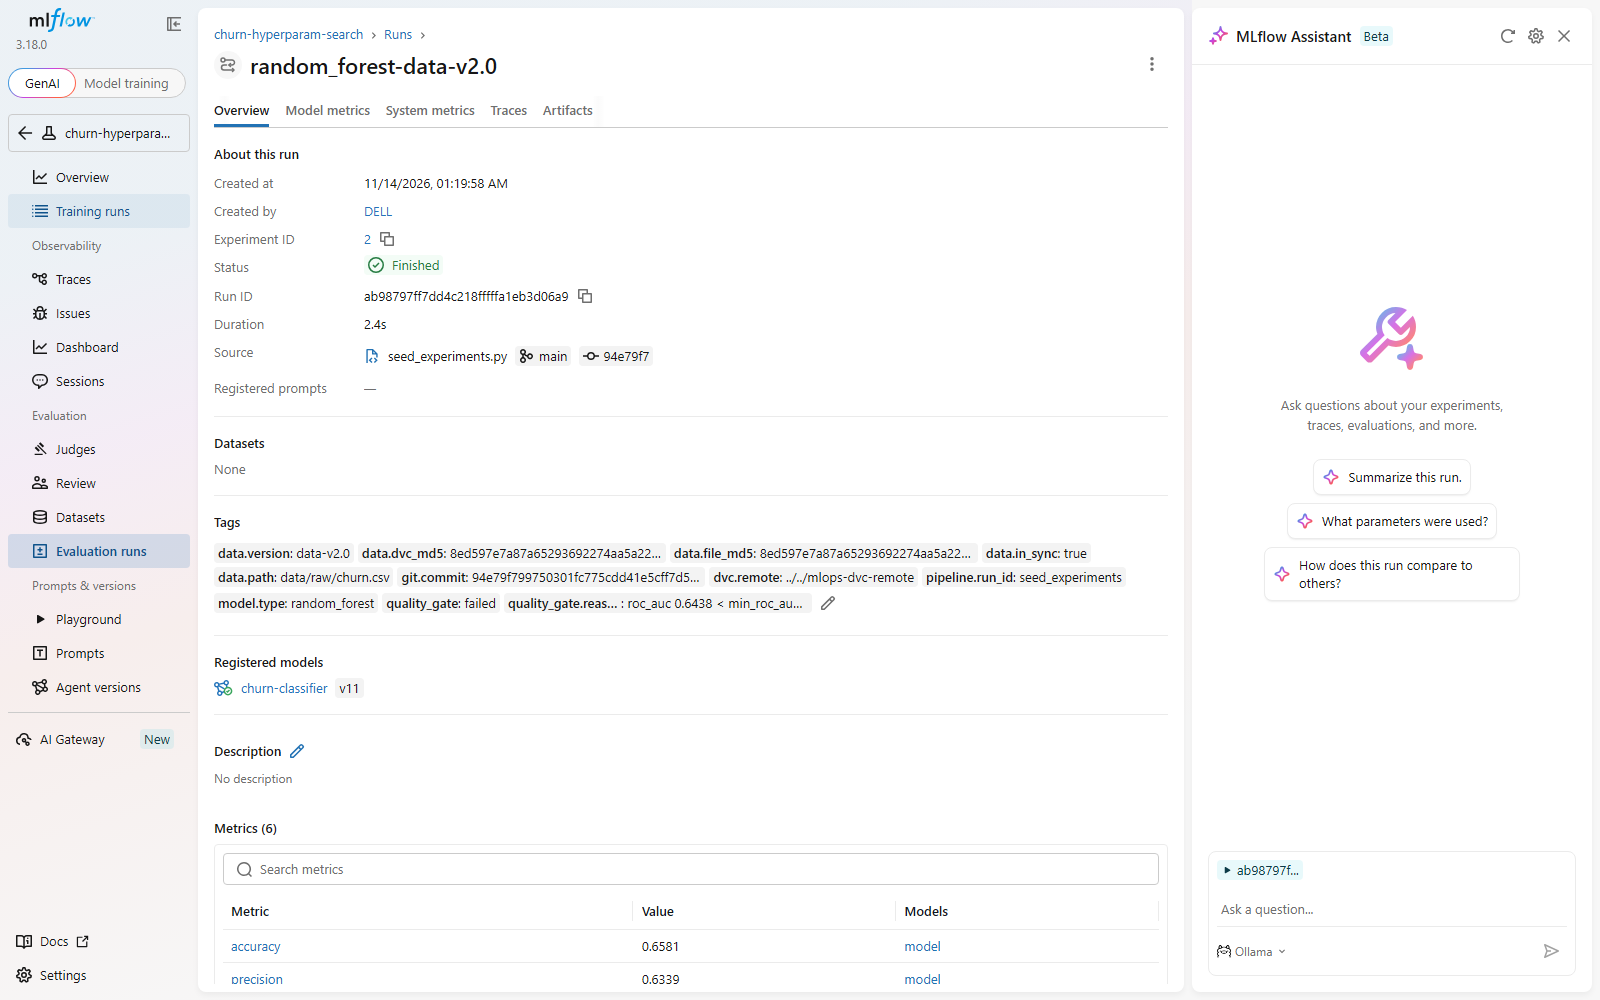 mlflow
3.18.0
GenAI
Model training
churn-hyperpara...
Overview
Training runs
Observability
Traces
Issues
Dashboard
Sessions
Evaluation
Judges
Review
Datasets
Evaluation runs
Prompts & versions
Playground
Prompts
Agent versions
AI Gateway New
Docs
Settings
churn-hyperparam-search > Runs >
random_forest-data-v2.0
Overview Model metrics System metrics Traces Artifacts
About this run
Created at 11/14/2026, 01:19:58 AM
Created by DELL
Experiment ID 2
Status Finished
Run ID ab98797ff7dd4c218fffffa1eb3d06a9
Duration 2.4s
Source seed_experiments.py main 94e79f7
Registered prompts —
Datasets
None
Tags
data.version: data-v2.0 data.dvc_md5: 8ed597e7a87a65293692274aa5a22... data.file_md5: 8ed597e7a87a65293692274aa5a22... data.in_sync: true
data.path: data/raw/churn.csv git.commit: 94e79f799750301fc775cdd41e5cff7d5... dvc.remote: ../../mlops-dvc-remote pipeline.run_id: seed_experiments
model.type: random_forest quality_gate: failed quality_gate.reas... : roc_auc 0.6438 < min_roc_au...
Registered models
churn-classifier v11
Description
No description
Metrics (6)
Search metrics
Metric Value Models
accuracy 0.6581 model
precision 0.6339 model
MLflow Assistant Beta
Ask questions about your experiments,
traces, evaluations, and more.
Summarize this run.
What parameters were used?
How does this run compare to
others?
ab98797f...
Ask a question...
Ollama